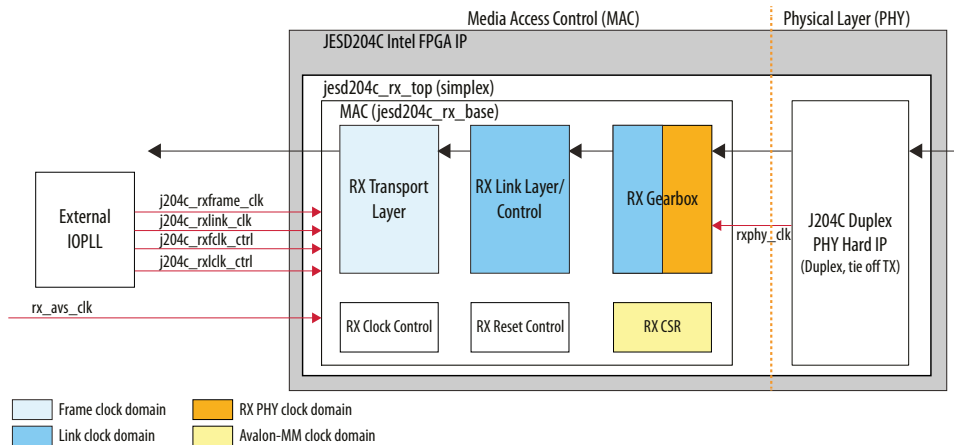 Media Access Control (MAC)
Physical Layer (PHY)
JESD204C Intel FPGA IP
jesd204c_rx_top (simplex)
MAC (jesd204c_rx_base)
External
IOPLL
j204c_rxframe_clk
j204c_rxlink_clk
j204c_rxfclk_ctrl
j204c_rxlclk_ctrl
rx_avs_clk
RX Transport
Layer
RX Link Layer/
Control
RX Gearbox
rxphy_clk
J204C Duplex
PHY Hard IP
(Duplex, tie off TX)
RX Clock Control
RX Reset Control
RX CSR
Frame clock domain
RX PHY clock domain
Link clock domain
Avalon-MM clock domain